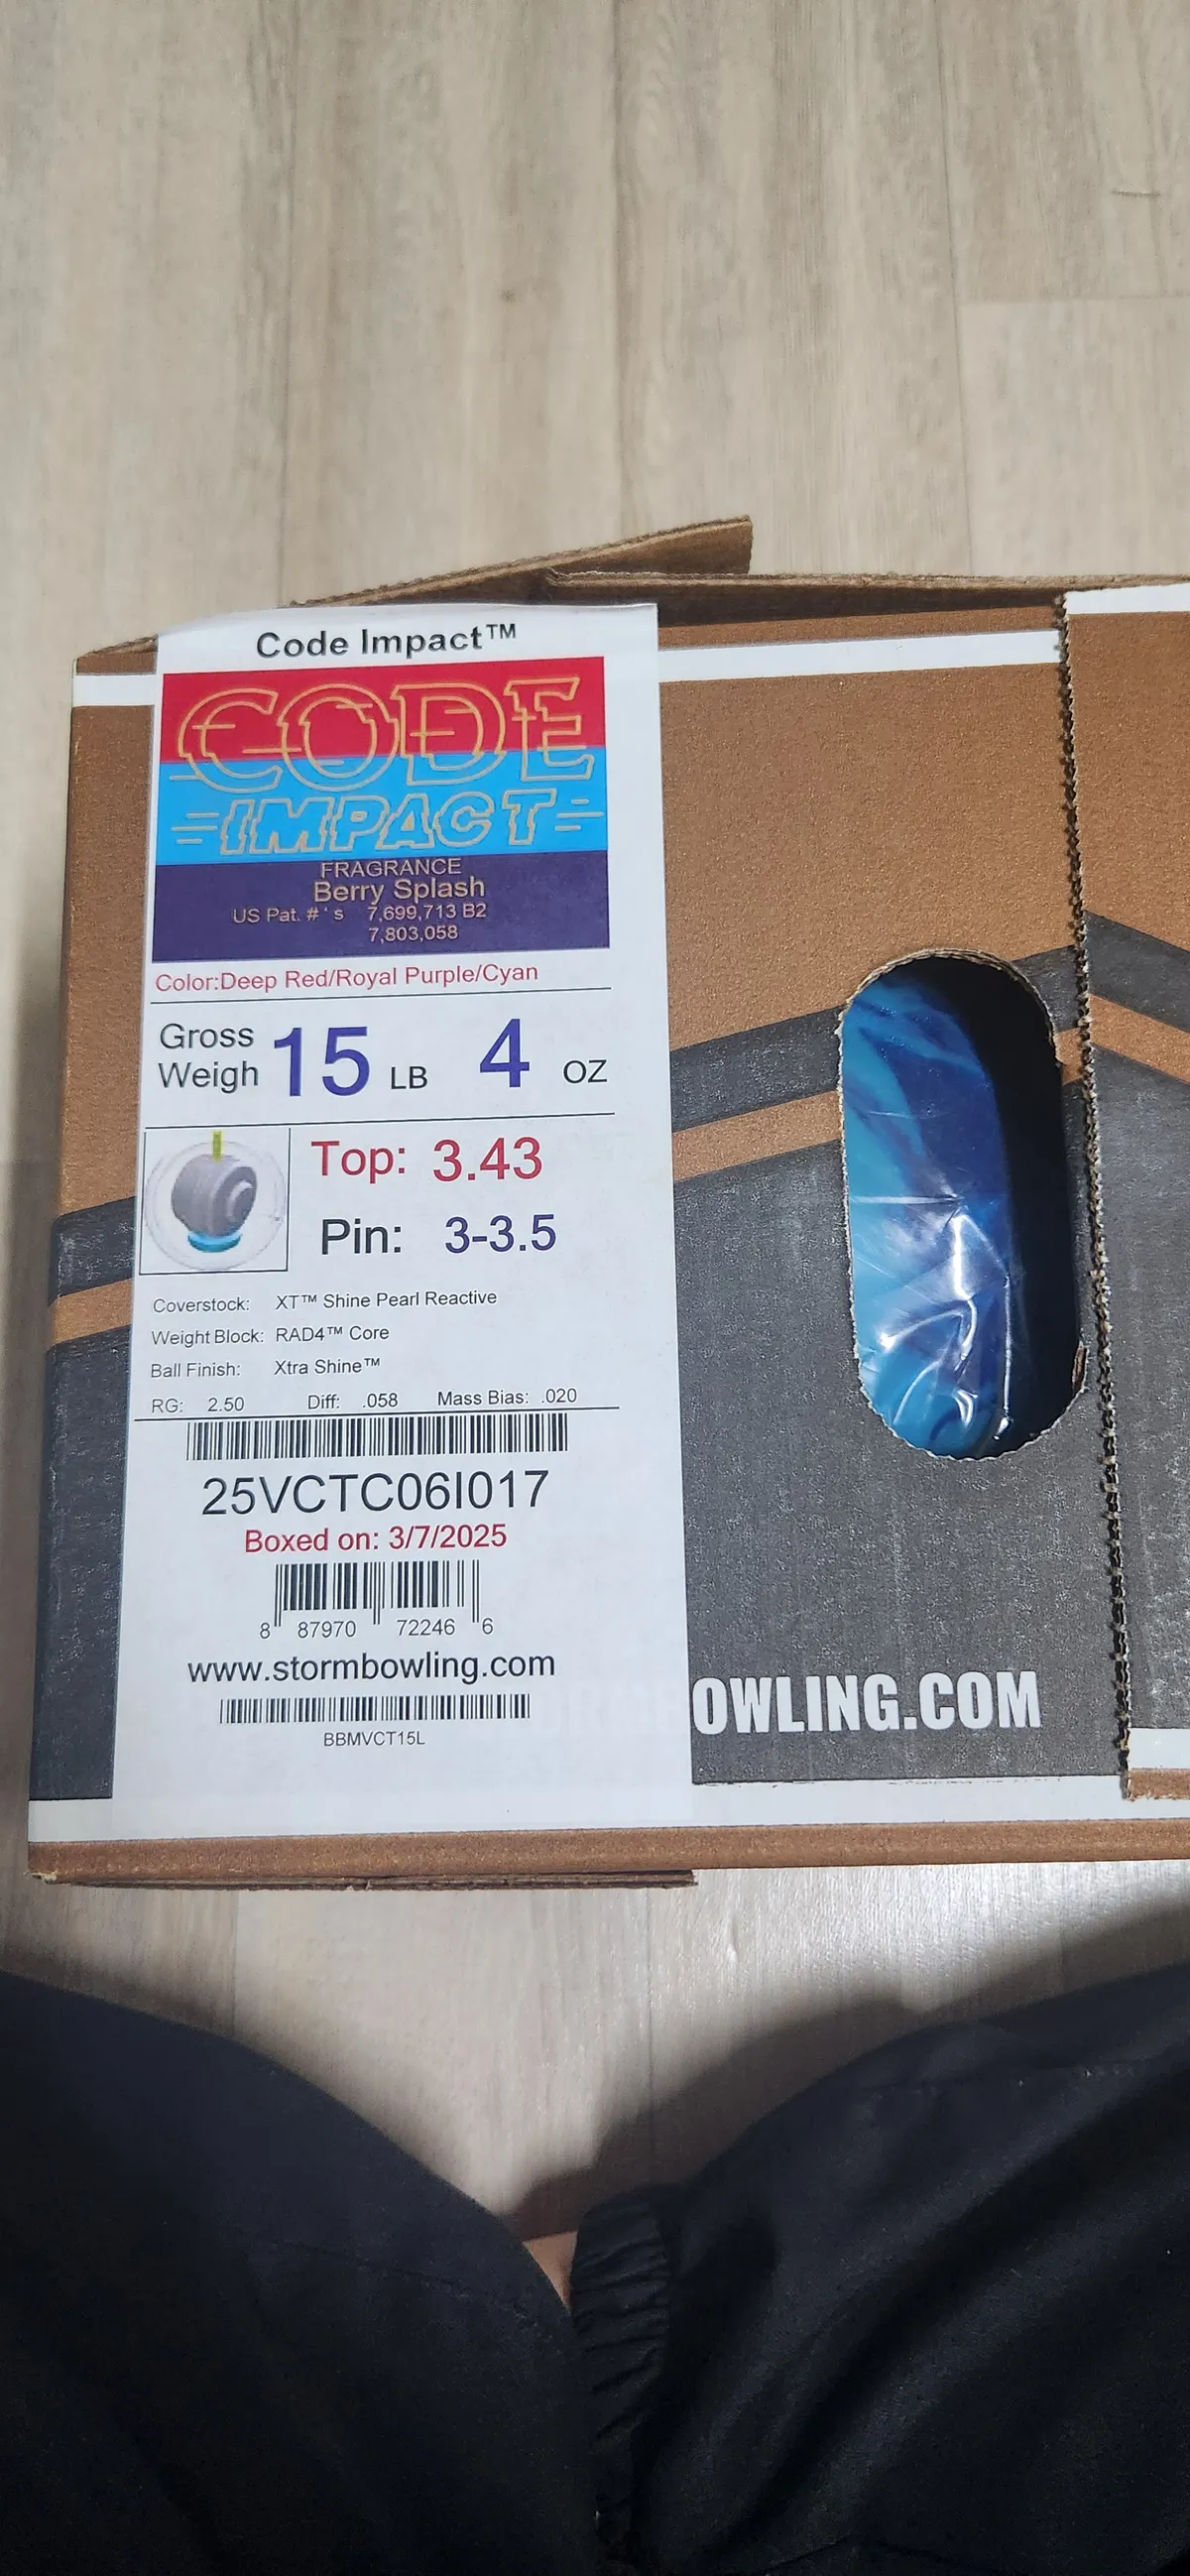 Code Impact™
CODE
IMPACT
FRAGRANCE
Berry Splash
US Pat. #'s 7,699,713 B2
7,803,058
Color:Deep Red/Royal Purple/Cyan
Gross
Weigh 15 LB 4 OZ
Top: 3.43
Pin: 3-3.5
Coverstock: XT™ Shine Pearl Reactive
Weight Block: RAD4™ Core
Ball Finish: Xtra Shine™
RG: 2.50 Diff: .058 Mass Bias: .020
25VCTC06I017
Boxed on: 3/7/2025
8 87970 72246 6
www.stormbowling.com
BBMVCT15L
OWLING.COM